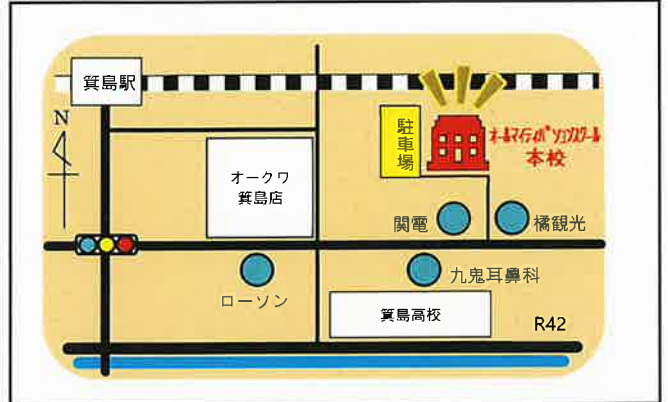 箕島駅
N
駐車場
オールマイティパソコンスクール
本校
オークワ
箕島店
関電
橘観光
ローソン
九鬼耳鼻科
箕島高校
R42